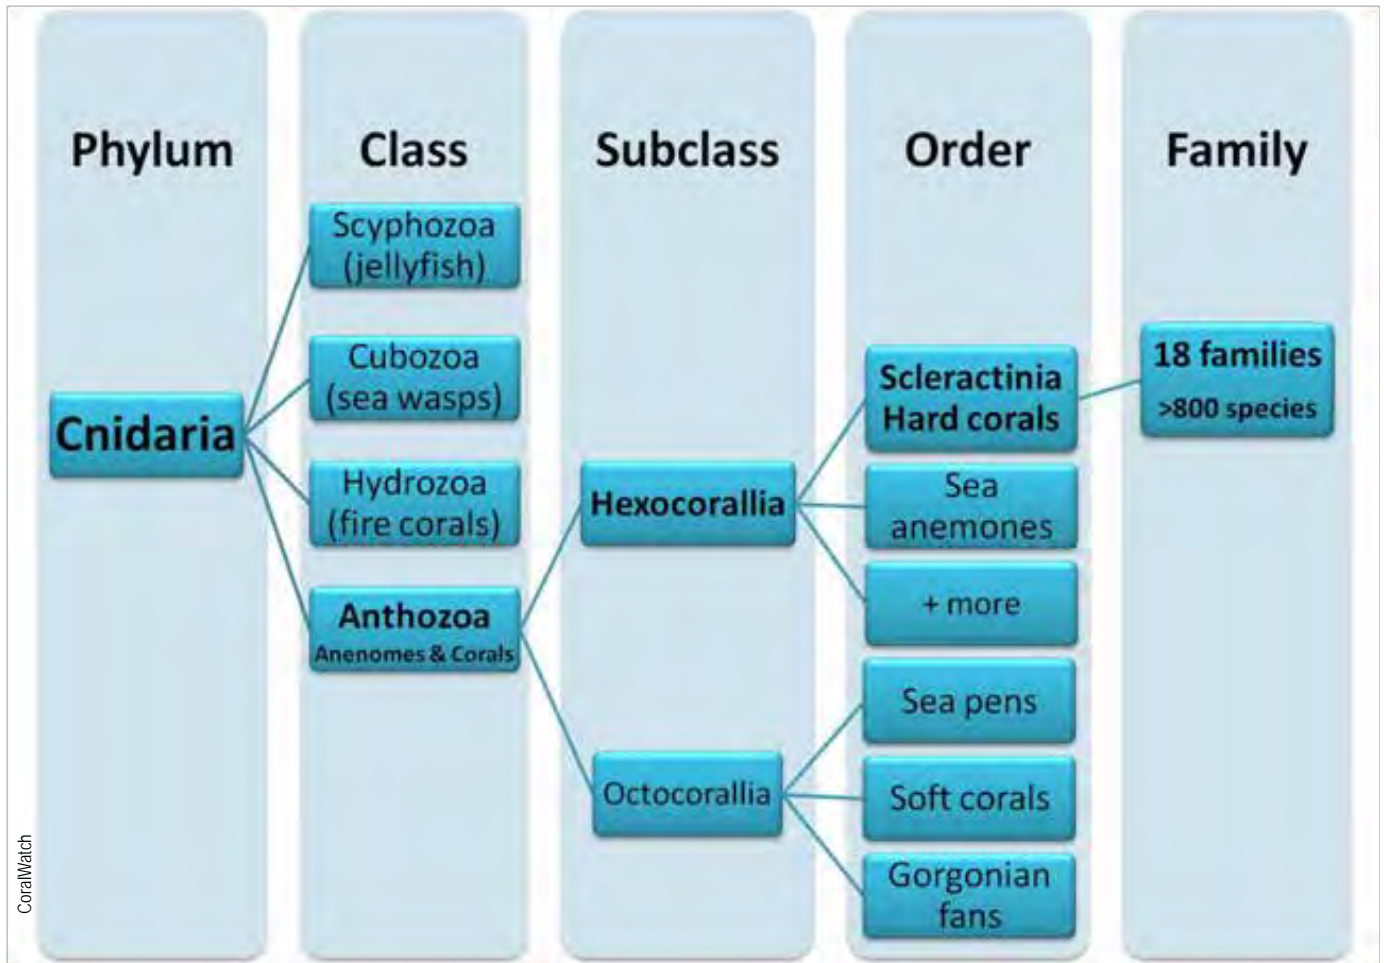 Phylum
Class
Subclass
Order
Family
Cnidaria
Scyphozoa
(jellyfish)
Cubozoa
(sea wasps)
Hydrozoa
(fire corals)
Anthozoa
Anenomes & Corals
Hexocorallia
Octocorallia
Scleractinia
Hard corals
Sea
anemones
+ more
Sea pens
Soft corals
Gorgonian
fans
18 families
>800 species
CoralWatch